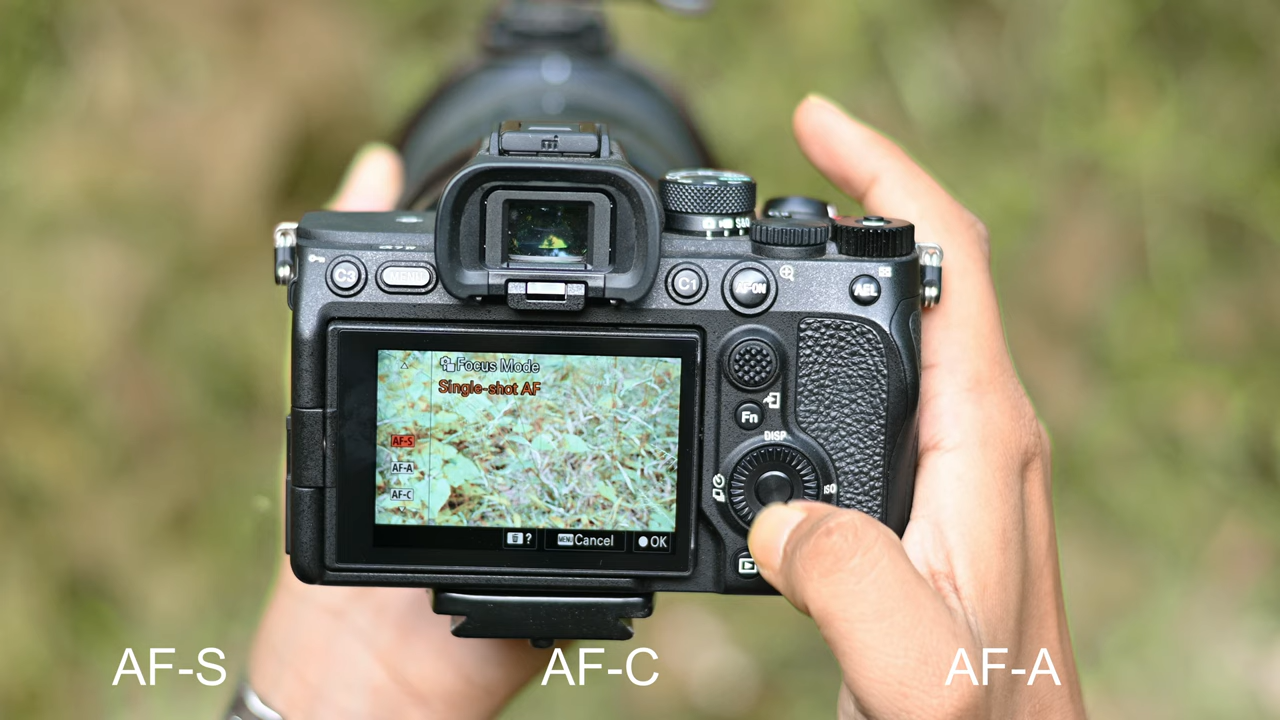 S&Q
C3
MENU
C1
AF-ON
AEL
Focus Mode
Single-shot AF
Fn
DISP
AF-S
AF-A
AF-C
ISO
?
MENU Cancel
OK
AF-S AF-C AF-A